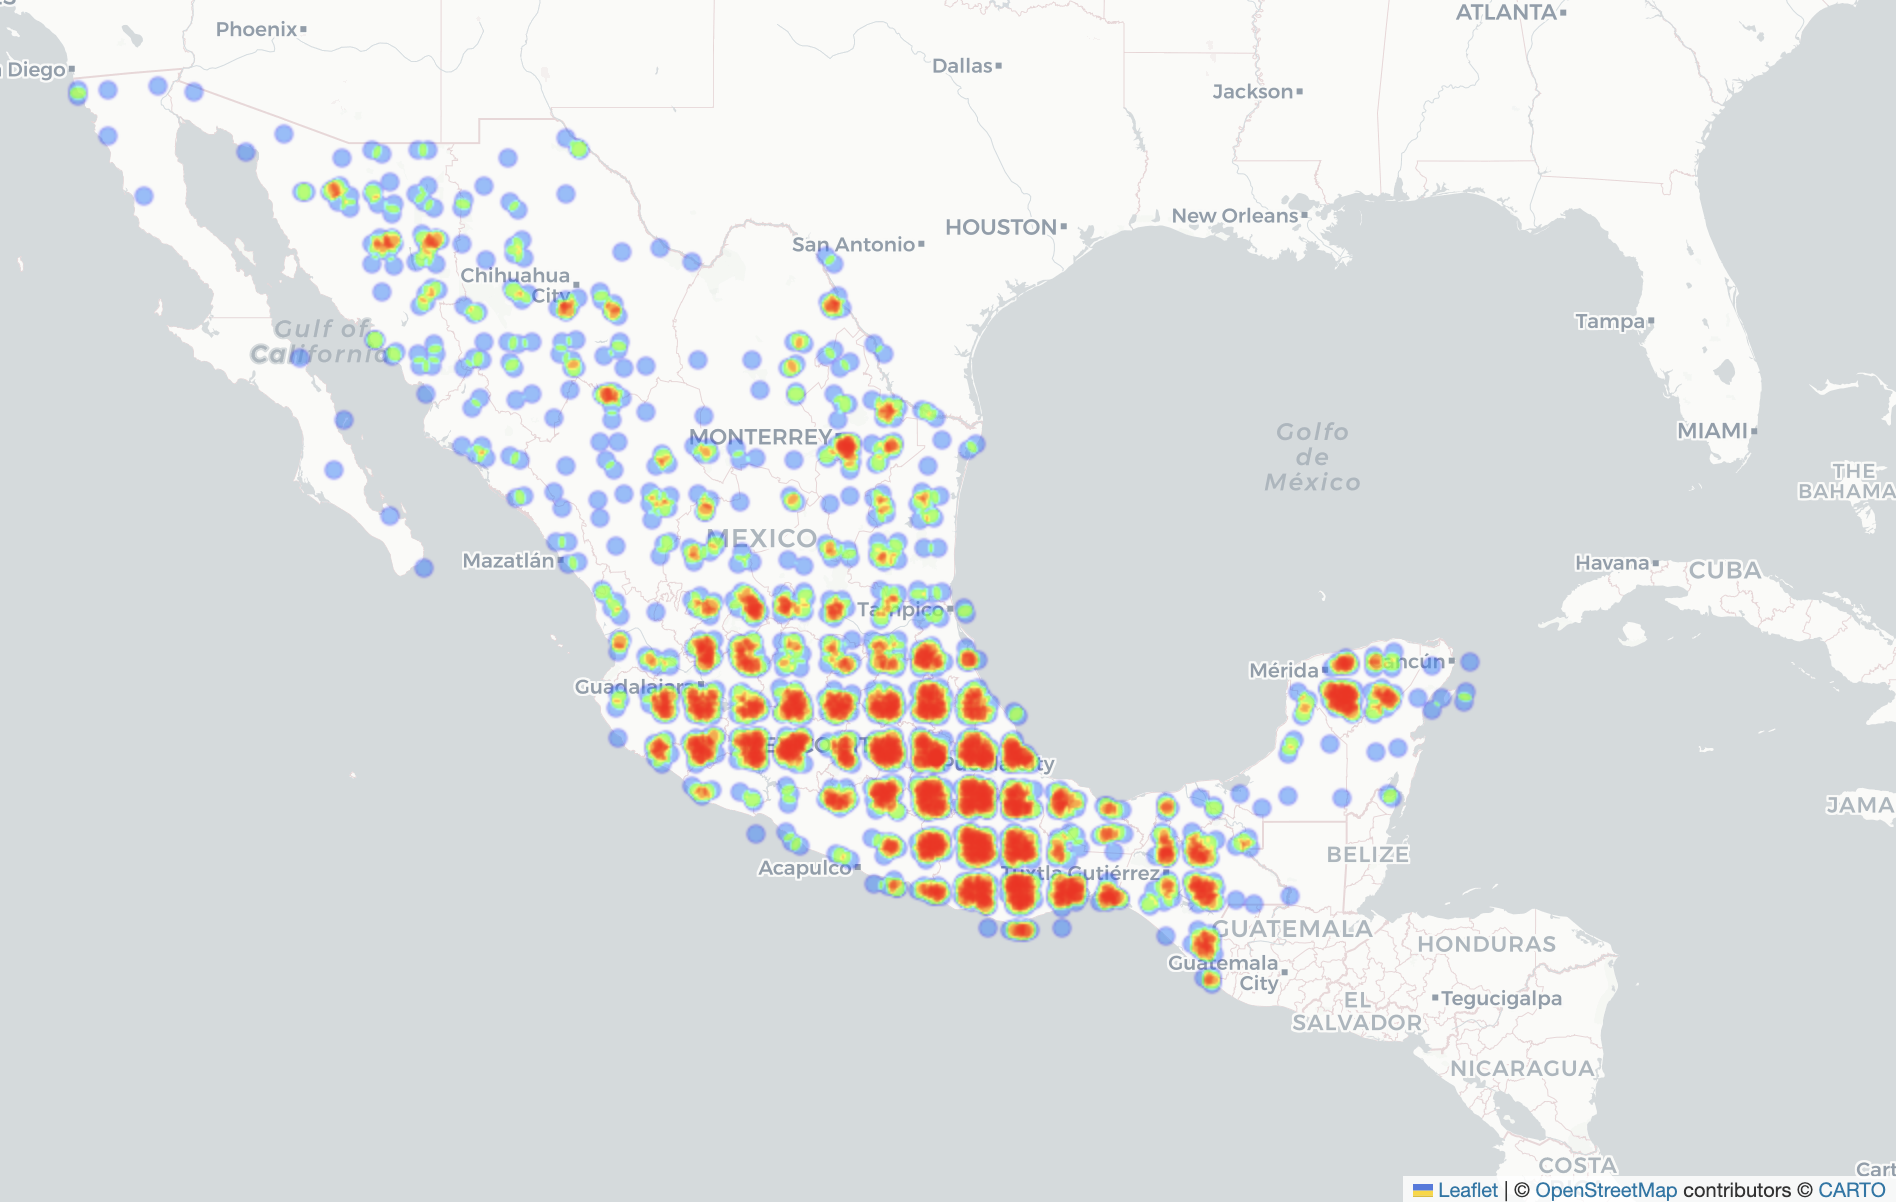 ATLANTA
Phoenix
Dallas
Diego
Jackson
New Orleans
HOUSTON
San Antonio
Chihuahua
City
Gulf of
California
Tampa
MONTERREY
MIAMI
Golfo
de
México
THE
BAHAMA
MEXICO
Mazatlán
Havana
CUBA
Tampico
Mérida
Cancún
Guadalajara
Puebla City
JAMA
BELIZE
Acapulco
Tuxtla Gutiérrez
GUATEMALA
HONDURAS
Guatemala
City
Tegucigalpa
EL
SALVADOR
NICARAGUA
COSTA
Cart
Leaflet | © OpenStreetMap contributors © CARTO